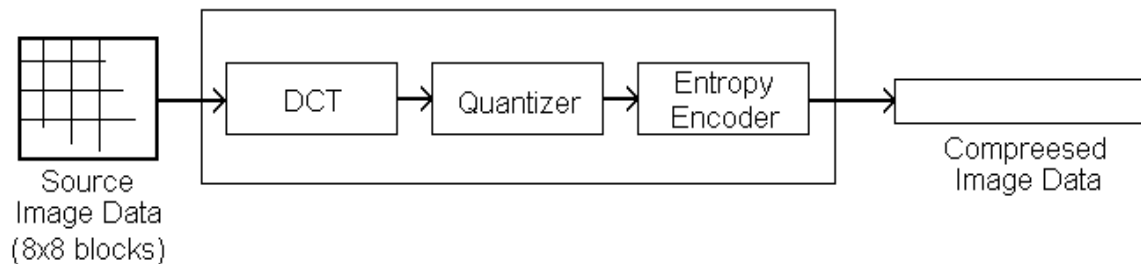 DCT
Quantizer
Entropy
Encoder
Source
Image Data
(8x8 blocks)
Compreesed
Image Data